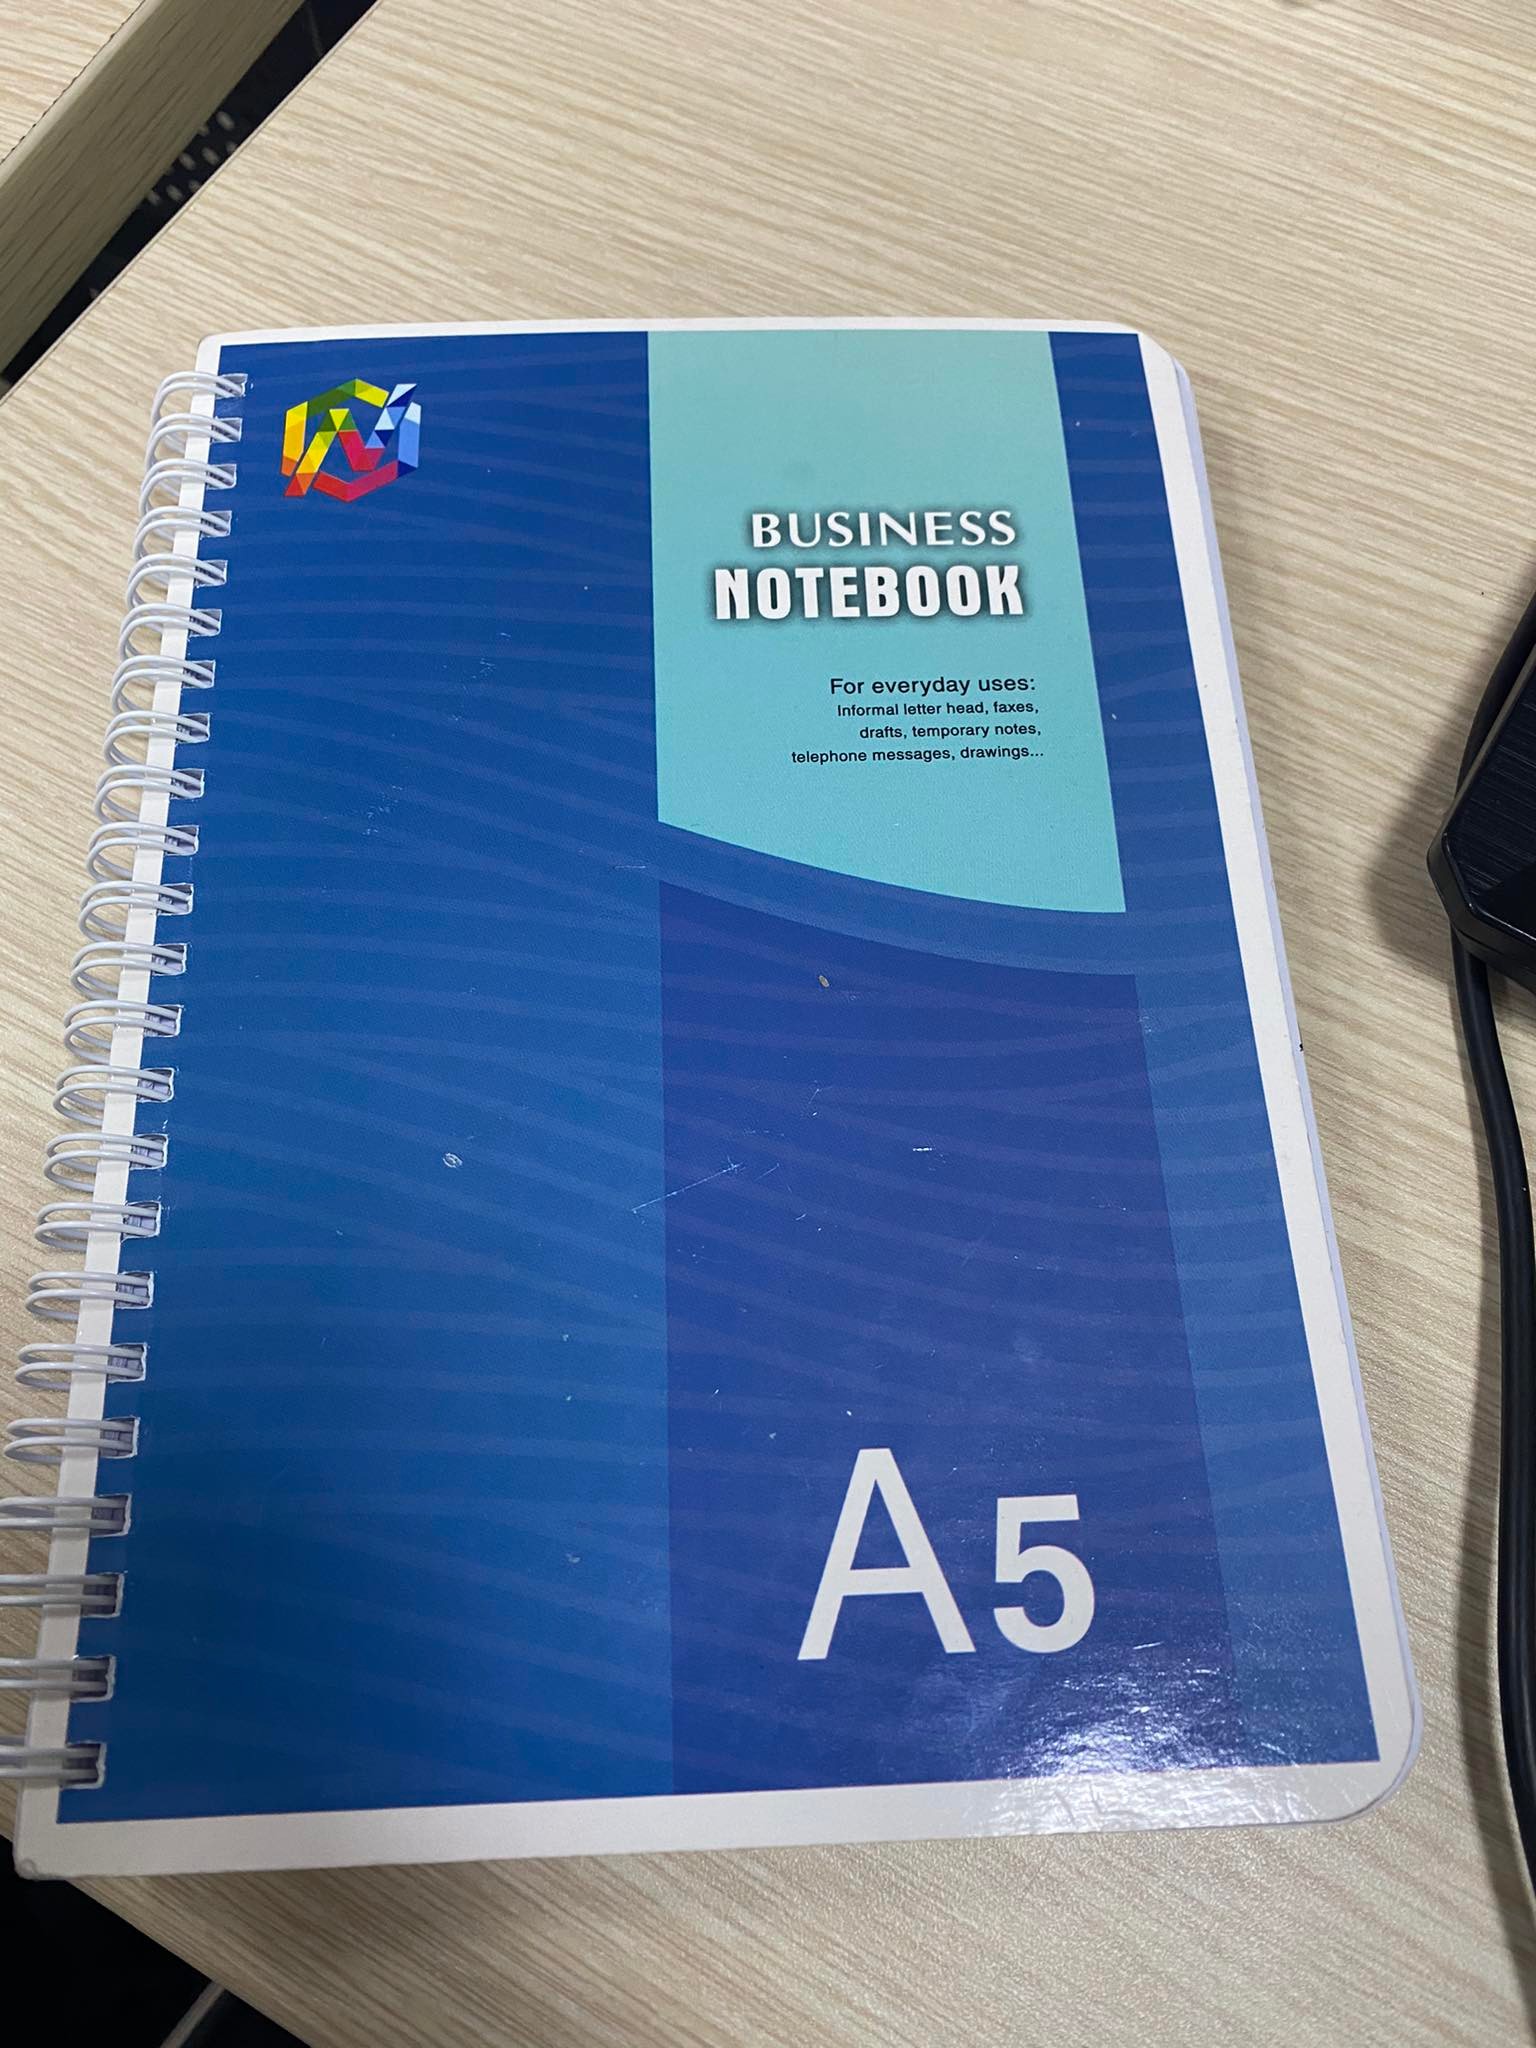 BUSINESS
NOTEBOOK
For everyday uses:
Informal letter head, faxes,
drafts, temporary notes,
telephone messages, drawings...
A5